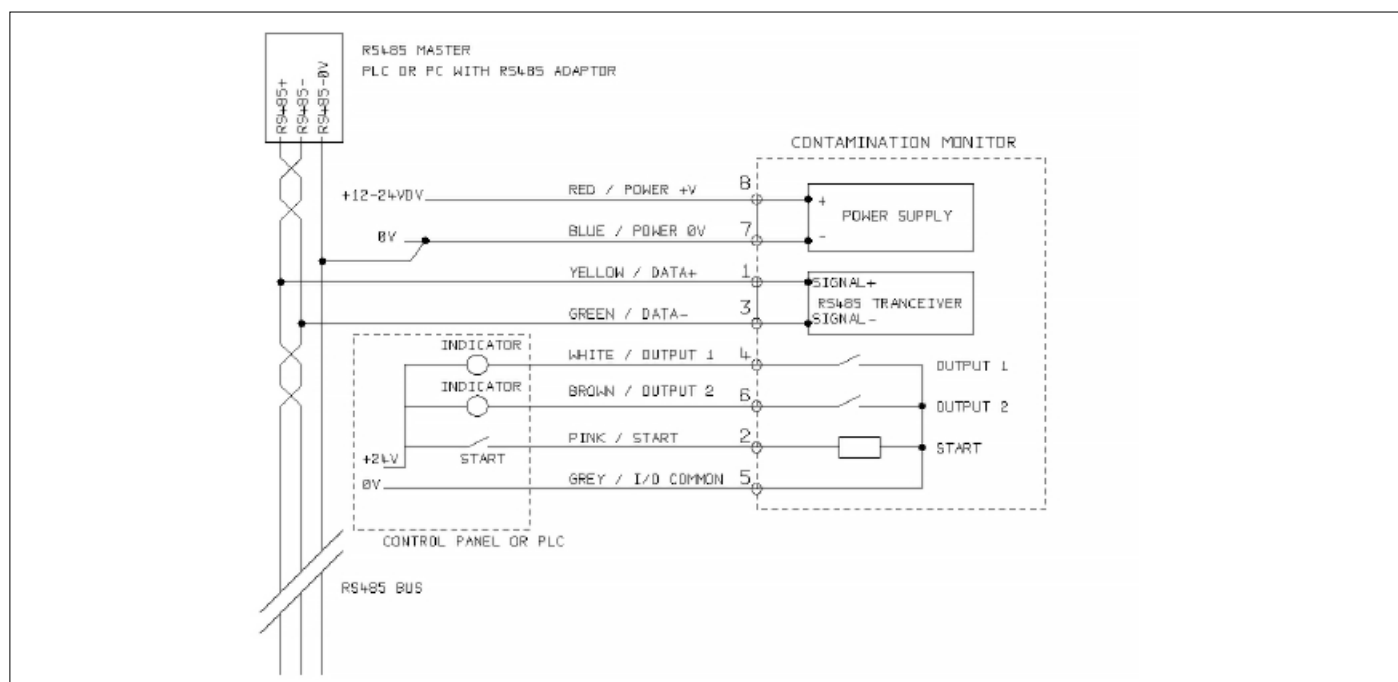 RS485 MASTER
PLC OR PC WITH RS485 ADAPTOR
RS485+
RS485-
RS485-0V
CONTAMINATION MONITOR
+12-24VDV
RED / POWER +V
8
+
POWER SUPPLY
0V
BLUE / POWER 0V
7
-
YELLOW / DATA+
1
SIGNAL+
RS485 TRANCEIVER
GREEN / DATA-
3
SIGNAL-
INDICATOR
WHITE / OUTPUT 1
4
OUTPUT 1
INDICATOR
BROWN / OUTPUT 2
6
OUTPUT 2
PINK / START
2
START
START
+24V
0V
GREY / I/O COMMON
5
CONTROL PANEL OR PLC
RS485 BUS